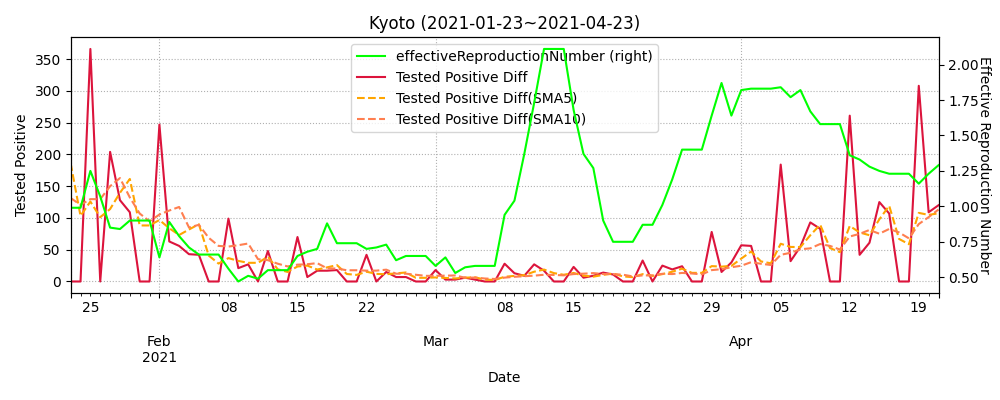 Kyoto (2021-01-23~2021-04-23)
effectiveReproductionNumber (right)
Tested Positive Diff
Tested Positive Diff(SMA5)
Tested Positive Diff(SMA10)
Tested Positive
350
300
250
200
150
100
50
0
Effective Reproduction Number
2.00
1.75
1.50
1.25
1.00
0.75
0.50
25 08 15 22 08 15 22 29 05 12 19
Feb Mar Apr
2021
Date